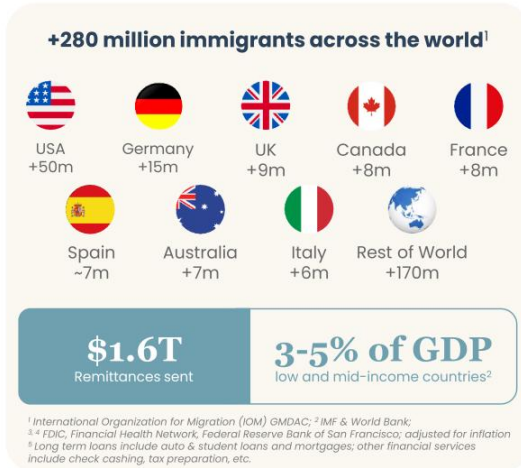 +280 million immigrants across the world¹
USA Germany UK Canada France
+50m +15m +9m +8m +8m
Spain Australia Italy Rest of World
~7m +7m +6m +170m
$1.6T 3-5% of GDP
Remittances sent low and mid-income countries²
¹ International Organization for Migration (IOM) GMDAC; ² IMF & World Bank;
³, ⁴ FDIC, Financial Health Network, Federal Reserve Bank of San Francisco; adjusted for inflation
⁵ Long term loans include auto & student loans and mortgages; other financial services
include check cashing, tax preparation, etc.